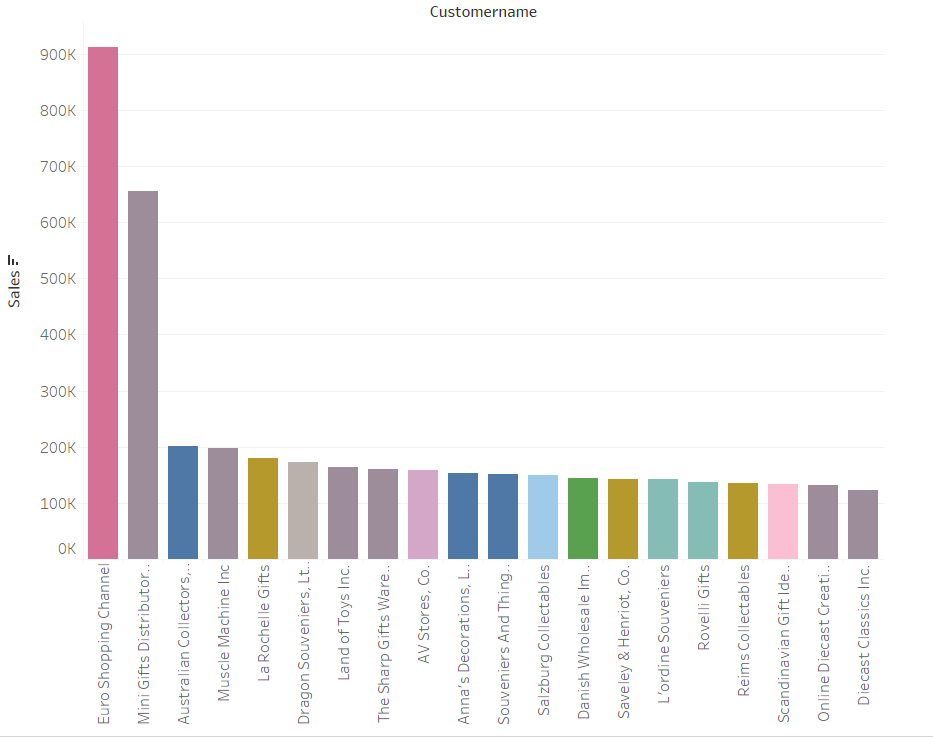 Customername
900K
800K
700K
600K
500K
400K
300K
200K
100K
0K
Sales
Euro Shopping Channel
Mini Gifts Distributor..
Australian Collectors,..
Muscle Machine Inc
La Rochelle Gifts
Dragon Souveniers, Lt..
Land of Toys Inc.
The Sharp Gifts Ware..
AV Stores, Co.
Anna's Decorations, L..
Souveniers And Thing..
Salzburg Collectables
Danish Wholesale Im..
Saveley & Henriot, Co.
L'ordine Souveniers
Rovelli Gifts
Reims Collectables
Scandinavian Gift Ide..
Online Diecast Creati..
Diecast Classics Inc.